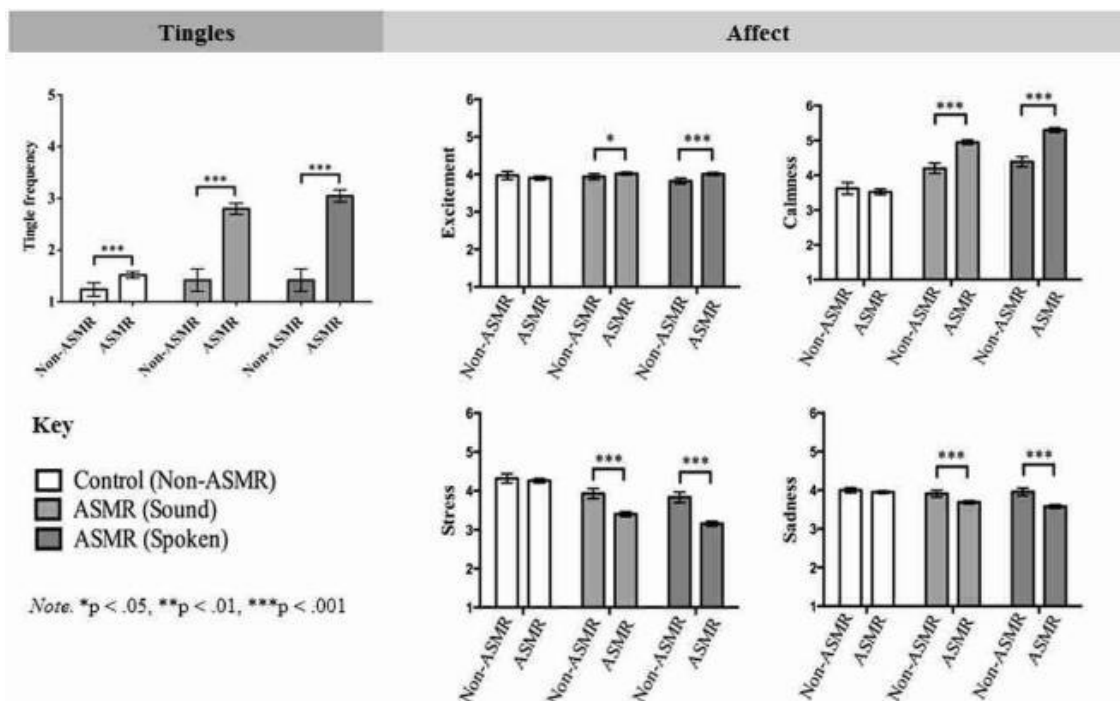 Tingles
Affect
Tingle frequency
5
4
3
2
1
***
***
***
Non-ASMR
ASMR
Non-ASMR
ASMR
Non-ASMR
ASMR
Excitement
6
5
4
3
2
1
*
***
Non-ASMR
ASMR
Non-ASMR
ASMR
Non-ASMR
ASMR
Calmness
6
5
4
3
2
1
***
***
Non-ASMR
ASMR
Non-ASMR
ASMR
Non-ASMR
ASMR
Key
Control (Non-ASMR)
ASMR (Sound)
ASMR (Spoken)
Note. *p < .05, **p < .01, ***p < .001
Stress
6
5
4
3
2
1
***
***
Non-ASMR
ASMR
Non-ASMR
ASMR
Non-ASMR
ASMR
Sadness
6
5
4
3
2
1
***
***
Non-ASMR
ASMR
Non-ASMR
ASMR
Non-ASMR
ASMR